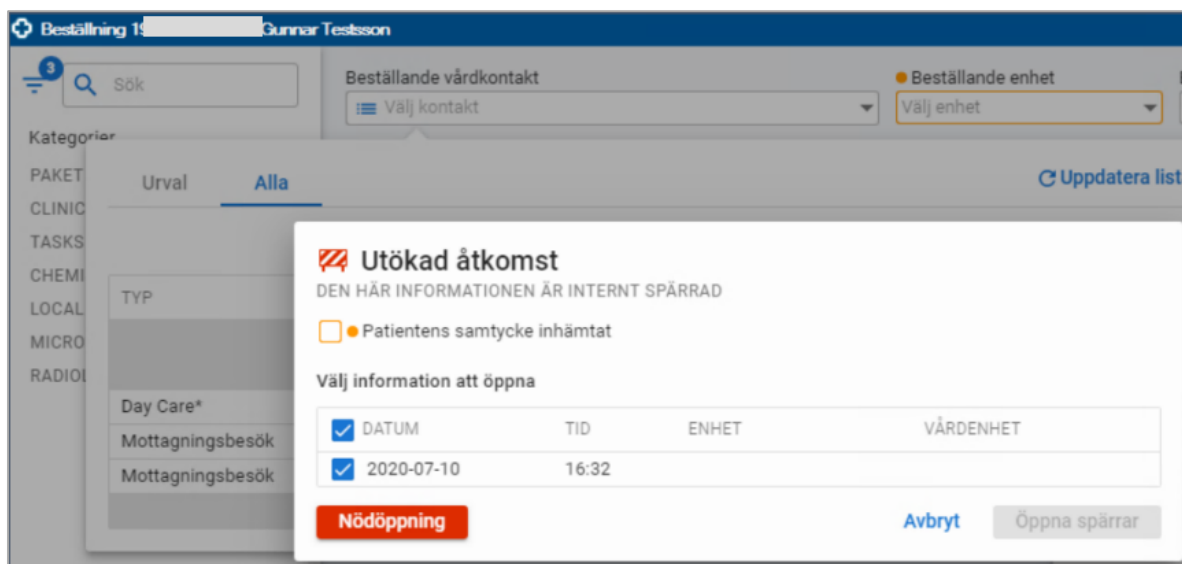 Beställning 19 Gunnar Testsson
3
Sök
Beställande vårdkontakt
Beställande enhet
Välj kontakt
Välj enhet
Kategorier
PAKET
CLINIC
TASKS
CHEMI
LOCAL
MICRO
RADIOL
Urval
Alla
Uppdatera list
TYP
Day Care*
Mottagningsbesök
Mottagningsbesök
Utökad åtkomst
DEN HÄR INFORMATIONEN ÄR INTERNT SPÄRRAD
Patientens samtycke inhämtat
Välj information att öppna
DATUM TID ENHET VÅRDENHET
2020-07-10 16:32
Nödöppning
Avbryt
Öppna spärrar